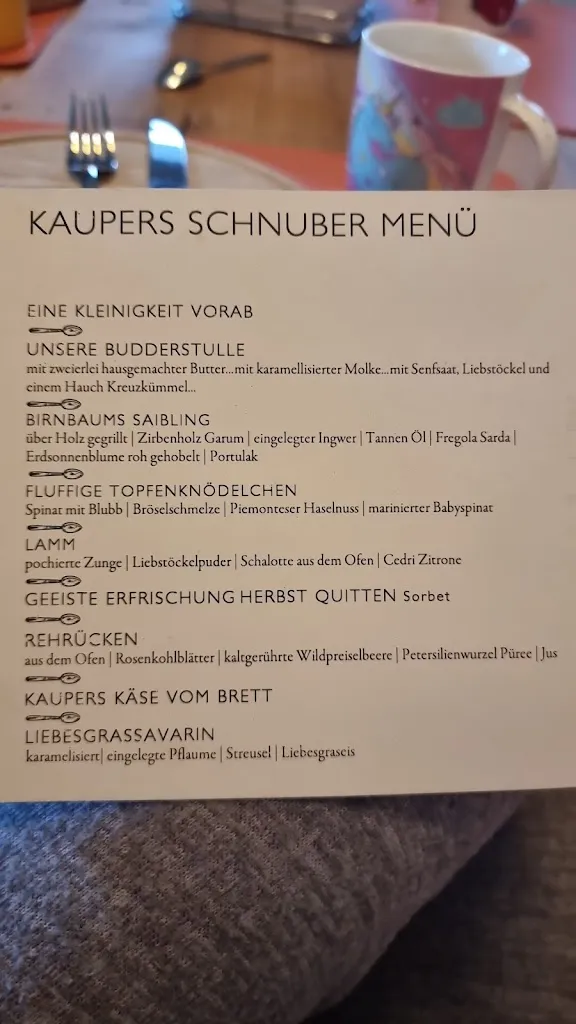 KAUPERS SCHNUBER MENÜ
EINE KLEINIGKEIT VORAB
UNSERE BUDDERSTULLE
mit zweierlei hausgemachter Butter...mit karamellisierter Molke...mit Senfsaat, Liebstöckel und
einem Hauch Kreuzkümmel...
BIRNBAUMS SAIBLING
über Holz gegrillt | Zirbenholz Garum | eingelegter Ingwer | Tannen Öl | Fregola Sarda |
Erdsonnenblume roh gehobelt | Portulak
FLUFFIGE TOPFENKNÖDELCHEN
Spinat mit Blubb | Bröselschmelze | Piemonteser Haselnuss | marinierter Babyspinat
LAMM
pochierte Zunge | Liebstöckelpuder | Schalotte aus dem Ofen | Cedri Zitrone
GEEISTE ERFRISCHUNG HERBST QUITTEN Sorbet
REHRÜCKEN
aus dem Ofen | Rosenkohlblätter | kaltgerührte Wildpreiselbeere | Petersilienwurzel Püree | Jus
KAUPERS KÄSE VOM BRETT
LIEBESGRASSAVARIN
karamelisiert| eingelegte Pflaume | Streusel | Liebesgraseis